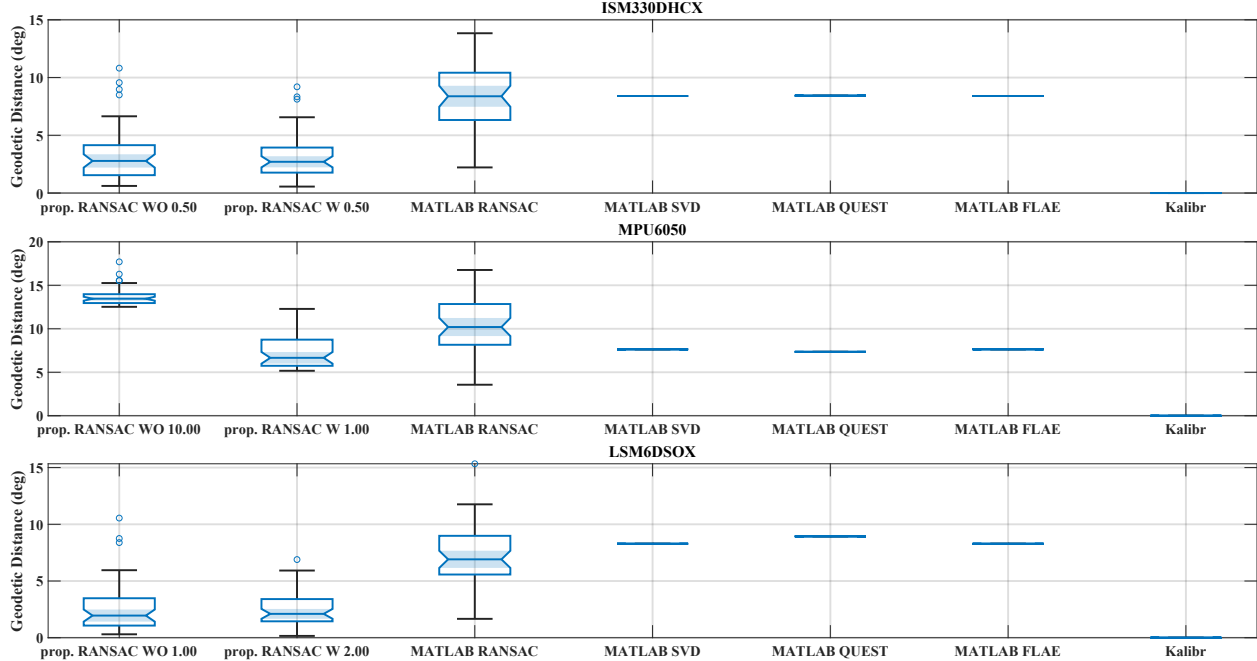 ISM330DHCX
Geodetic Distance (deg)
15
10
5
0
prop. RANSAC WO 0.50 prop. RANSAC W 0.50 MATLAB RANSAC MATLAB SVD MATLAB QUEST MATLAB FLAE Kalibr
MPU6050
Geodetic Distance (deg)
20
15
10
5
0
prop. RANSAC WO 10.00 prop. RANSAC W 1.00 MATLAB RANSAC MATLAB SVD MATLAB QUEST MATLAB FLAE Kalibr
LSM6DSOX
Geodetic Distance (deg)
15
10
5
0
prop. RANSAC WO 1.00 prop. RANSAC W 2.00 MATLAB RANSAC MATLAB SVD MATLAB QUEST MATLAB FLAE Kalibr